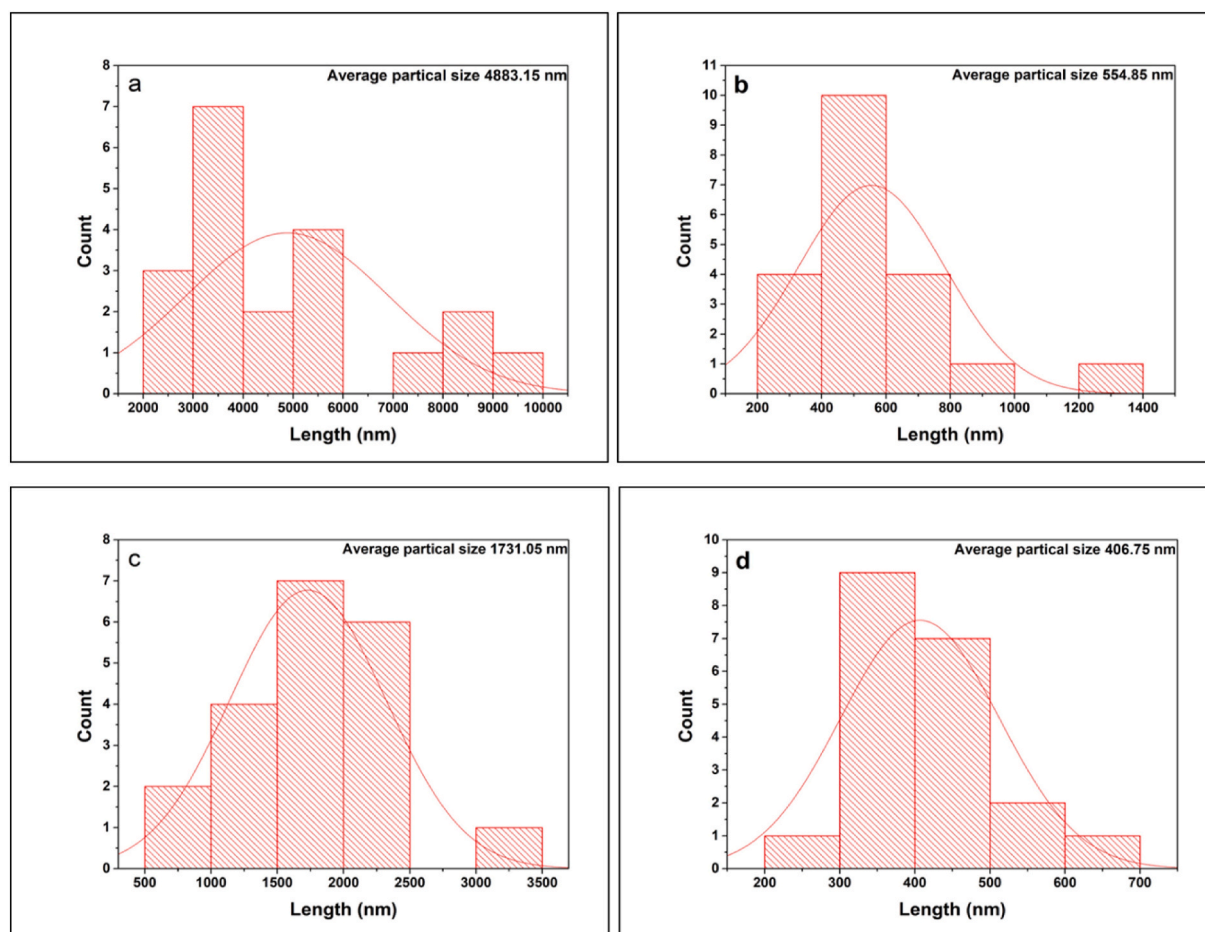 Average partical size 4883.15 nm
a
8
7
6
5
4
3
2
1
0
Count
2000 3000 4000 5000 6000 7000 8000 9000 10000
Length (nm)
Average partical size 554.85 nm
b
11
10
9
8
7
6
5
4
3
2
1
0
Count
200 400 600 800 1000 1200 1400
Length (nm)
Average partical size 1731.05 nm
c
8
7
6
5
4
3
2
1
0
Count
500 1000 1500 2000 2500 3000 3500
Length (nm)
Average partical size 406.75 nm
d
10
9
8
7
6
5
4
3
2
1
0
Count
200 300 400 500 600 700
Length (nm)